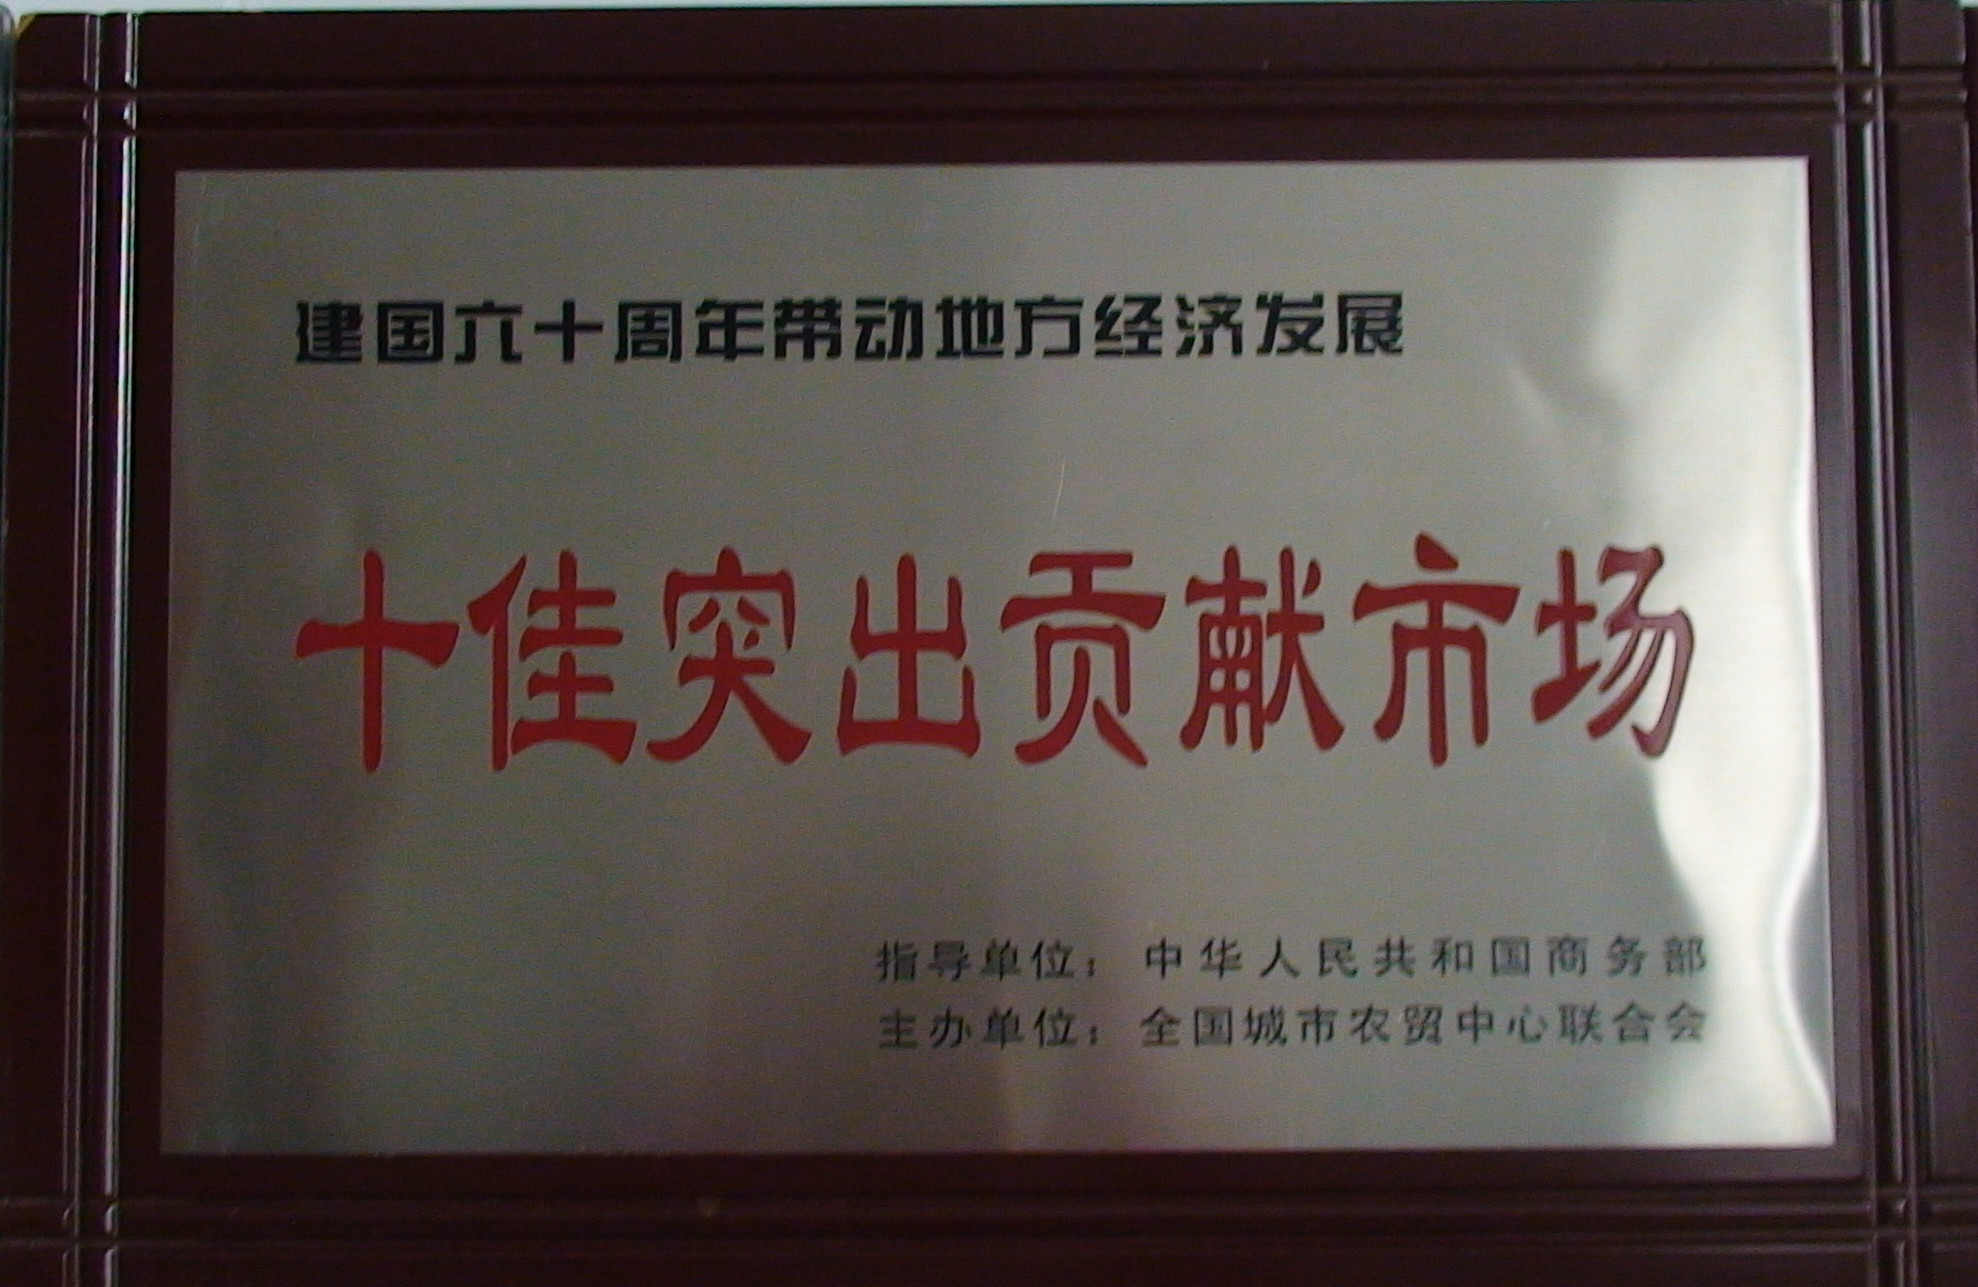 建国六十周年带动地方经济发展
十佳突出贡献市场
指导单位：中华人民共和国商务部
主办单位：全国城市农贸中心联合会